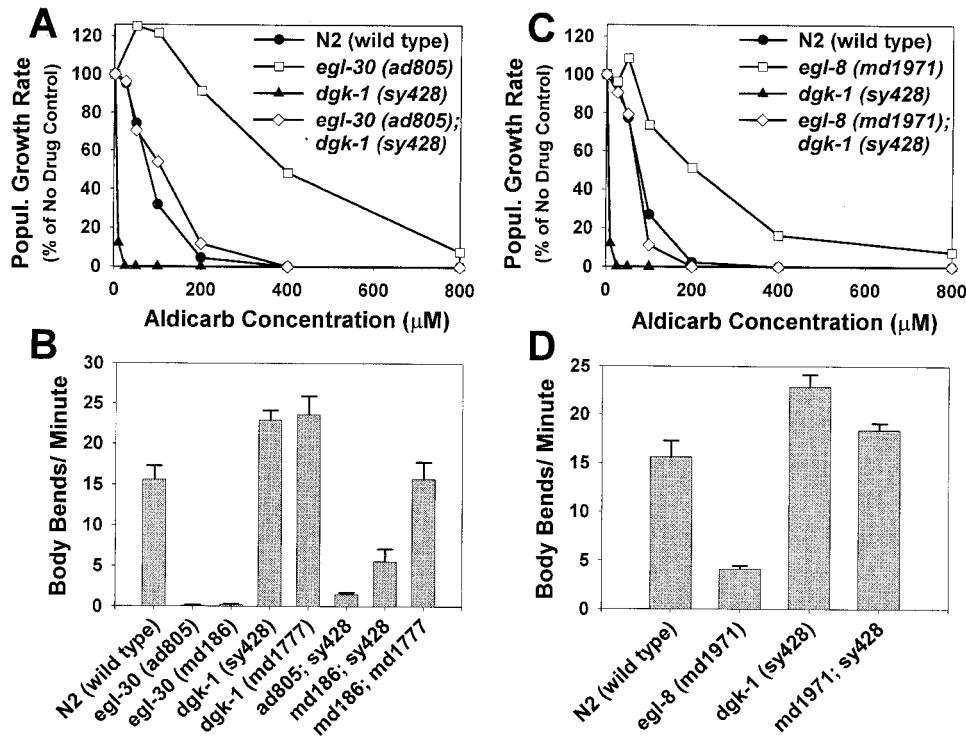 A
N2 (wild type)
egl-30 (ad805)
dgk-1 (sy428)
egl-30 (ad805);
dgk-1 (sy428)
Popul. Growth Rate
(% of No Drug Control)
120
100
80
60
40
20
0
0
200
400
600
800
Aldicarb Concentration (µM)
C
N2 (wild type)
egl-8 (md1971)
dgk-1 (sy428)
egl-8 (md1971);
dgk-1 (sy428)
Popul. Growth Rate
(% of No Drug Control)
120
100
80
60
40
20
0
0
200
400
600
800
Aldicarb Concentration (µM)
B
Body Bends/ Minute
30
25
20
15
10
5
0
N2 (wild type)
egl-30 (ad805)
egl-30 (md186)
dgk-1 (sy428)
dgk-1 (md1777)
ad805; sy428
md186; sy428
md186; md1777
D
Body Bends/ Minute
25
20
15
10
5
0
N2 (wild type)
egl-8 (md1971)
dgk-1 (sy428)
md1971; sy428